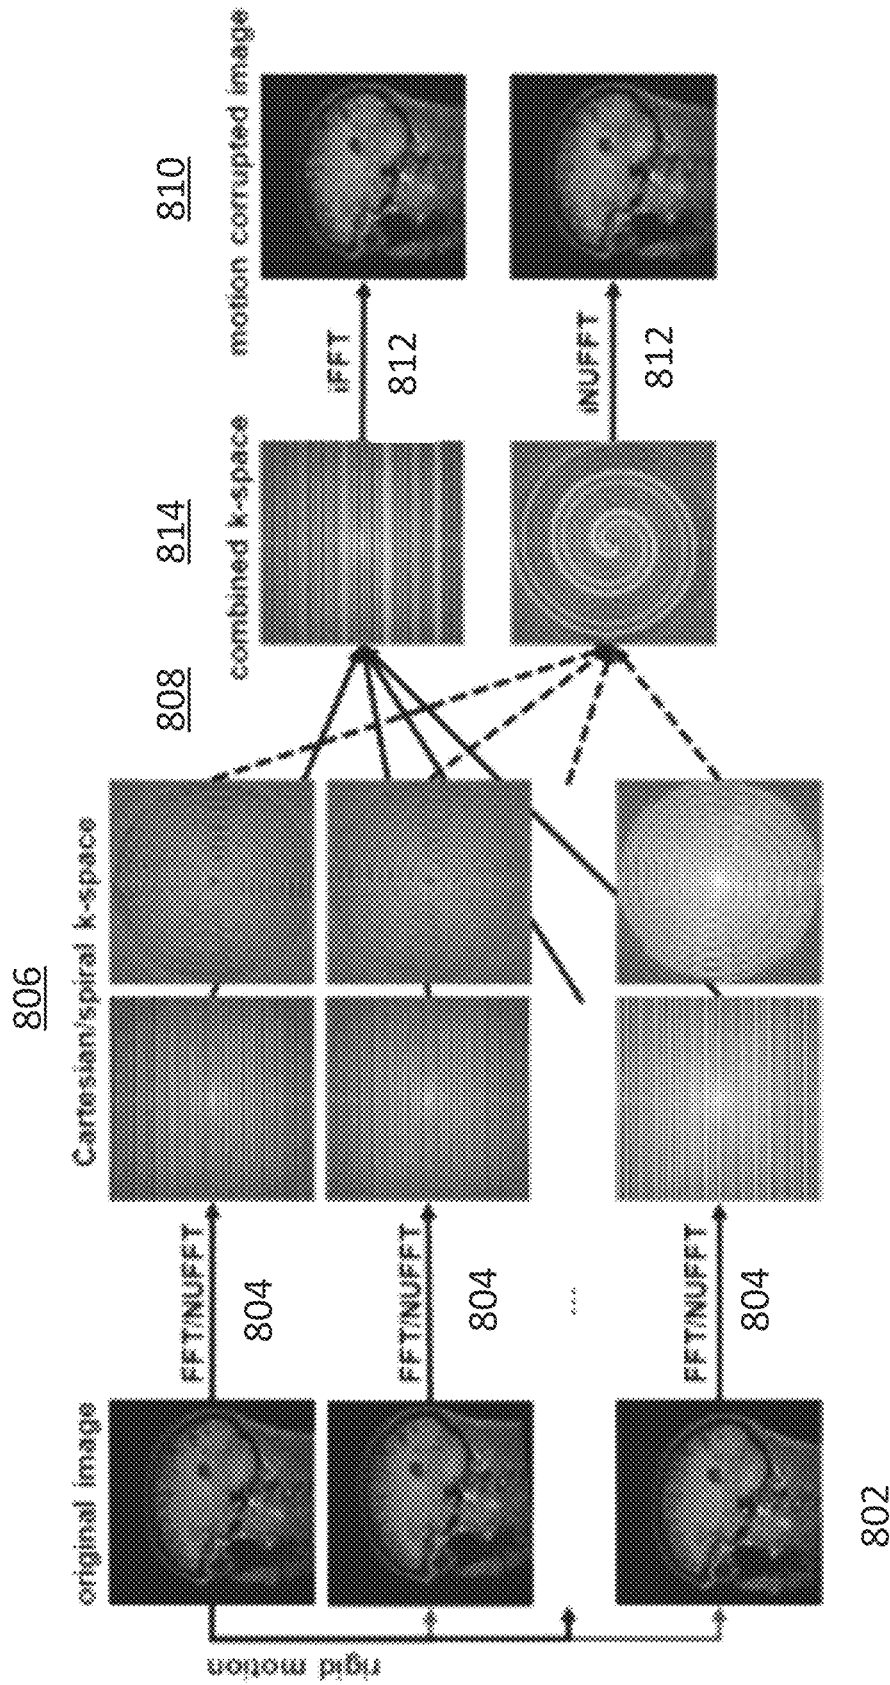 806
808
814
810
original image
Cartesian/spiral k-space
combined k-space
motion corrupted image
rigid motion
FFT/NUFFT
804
FFT/NUFFT
804
...
FFT/NUFFT
804
iFFT
812
iNUFFT
812
802